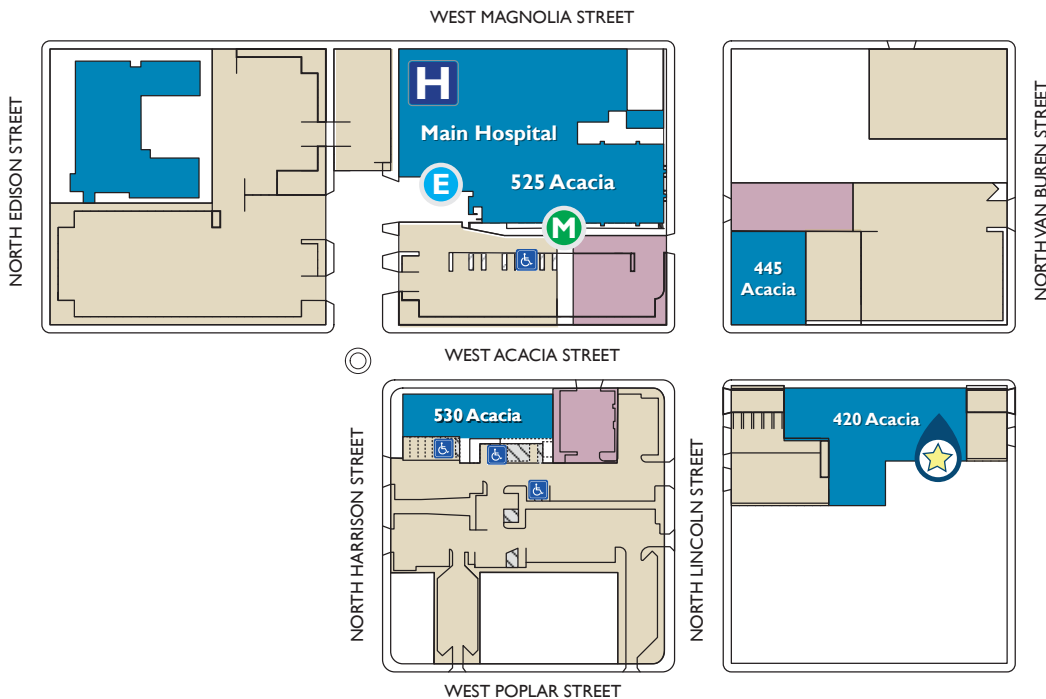 WEST MAGNOLIA STREET
NORTH EDISON STREET
H
Main Hospital
E
525 Acacia
M
445
Acacia
NORTH VAN BUREN STREET
WEST ACACIA STREET
530 Acacia
420 Acacia
NORTH HARRISON STREET
NORTH LINCOLN STREET
WEST POPLAR STREET